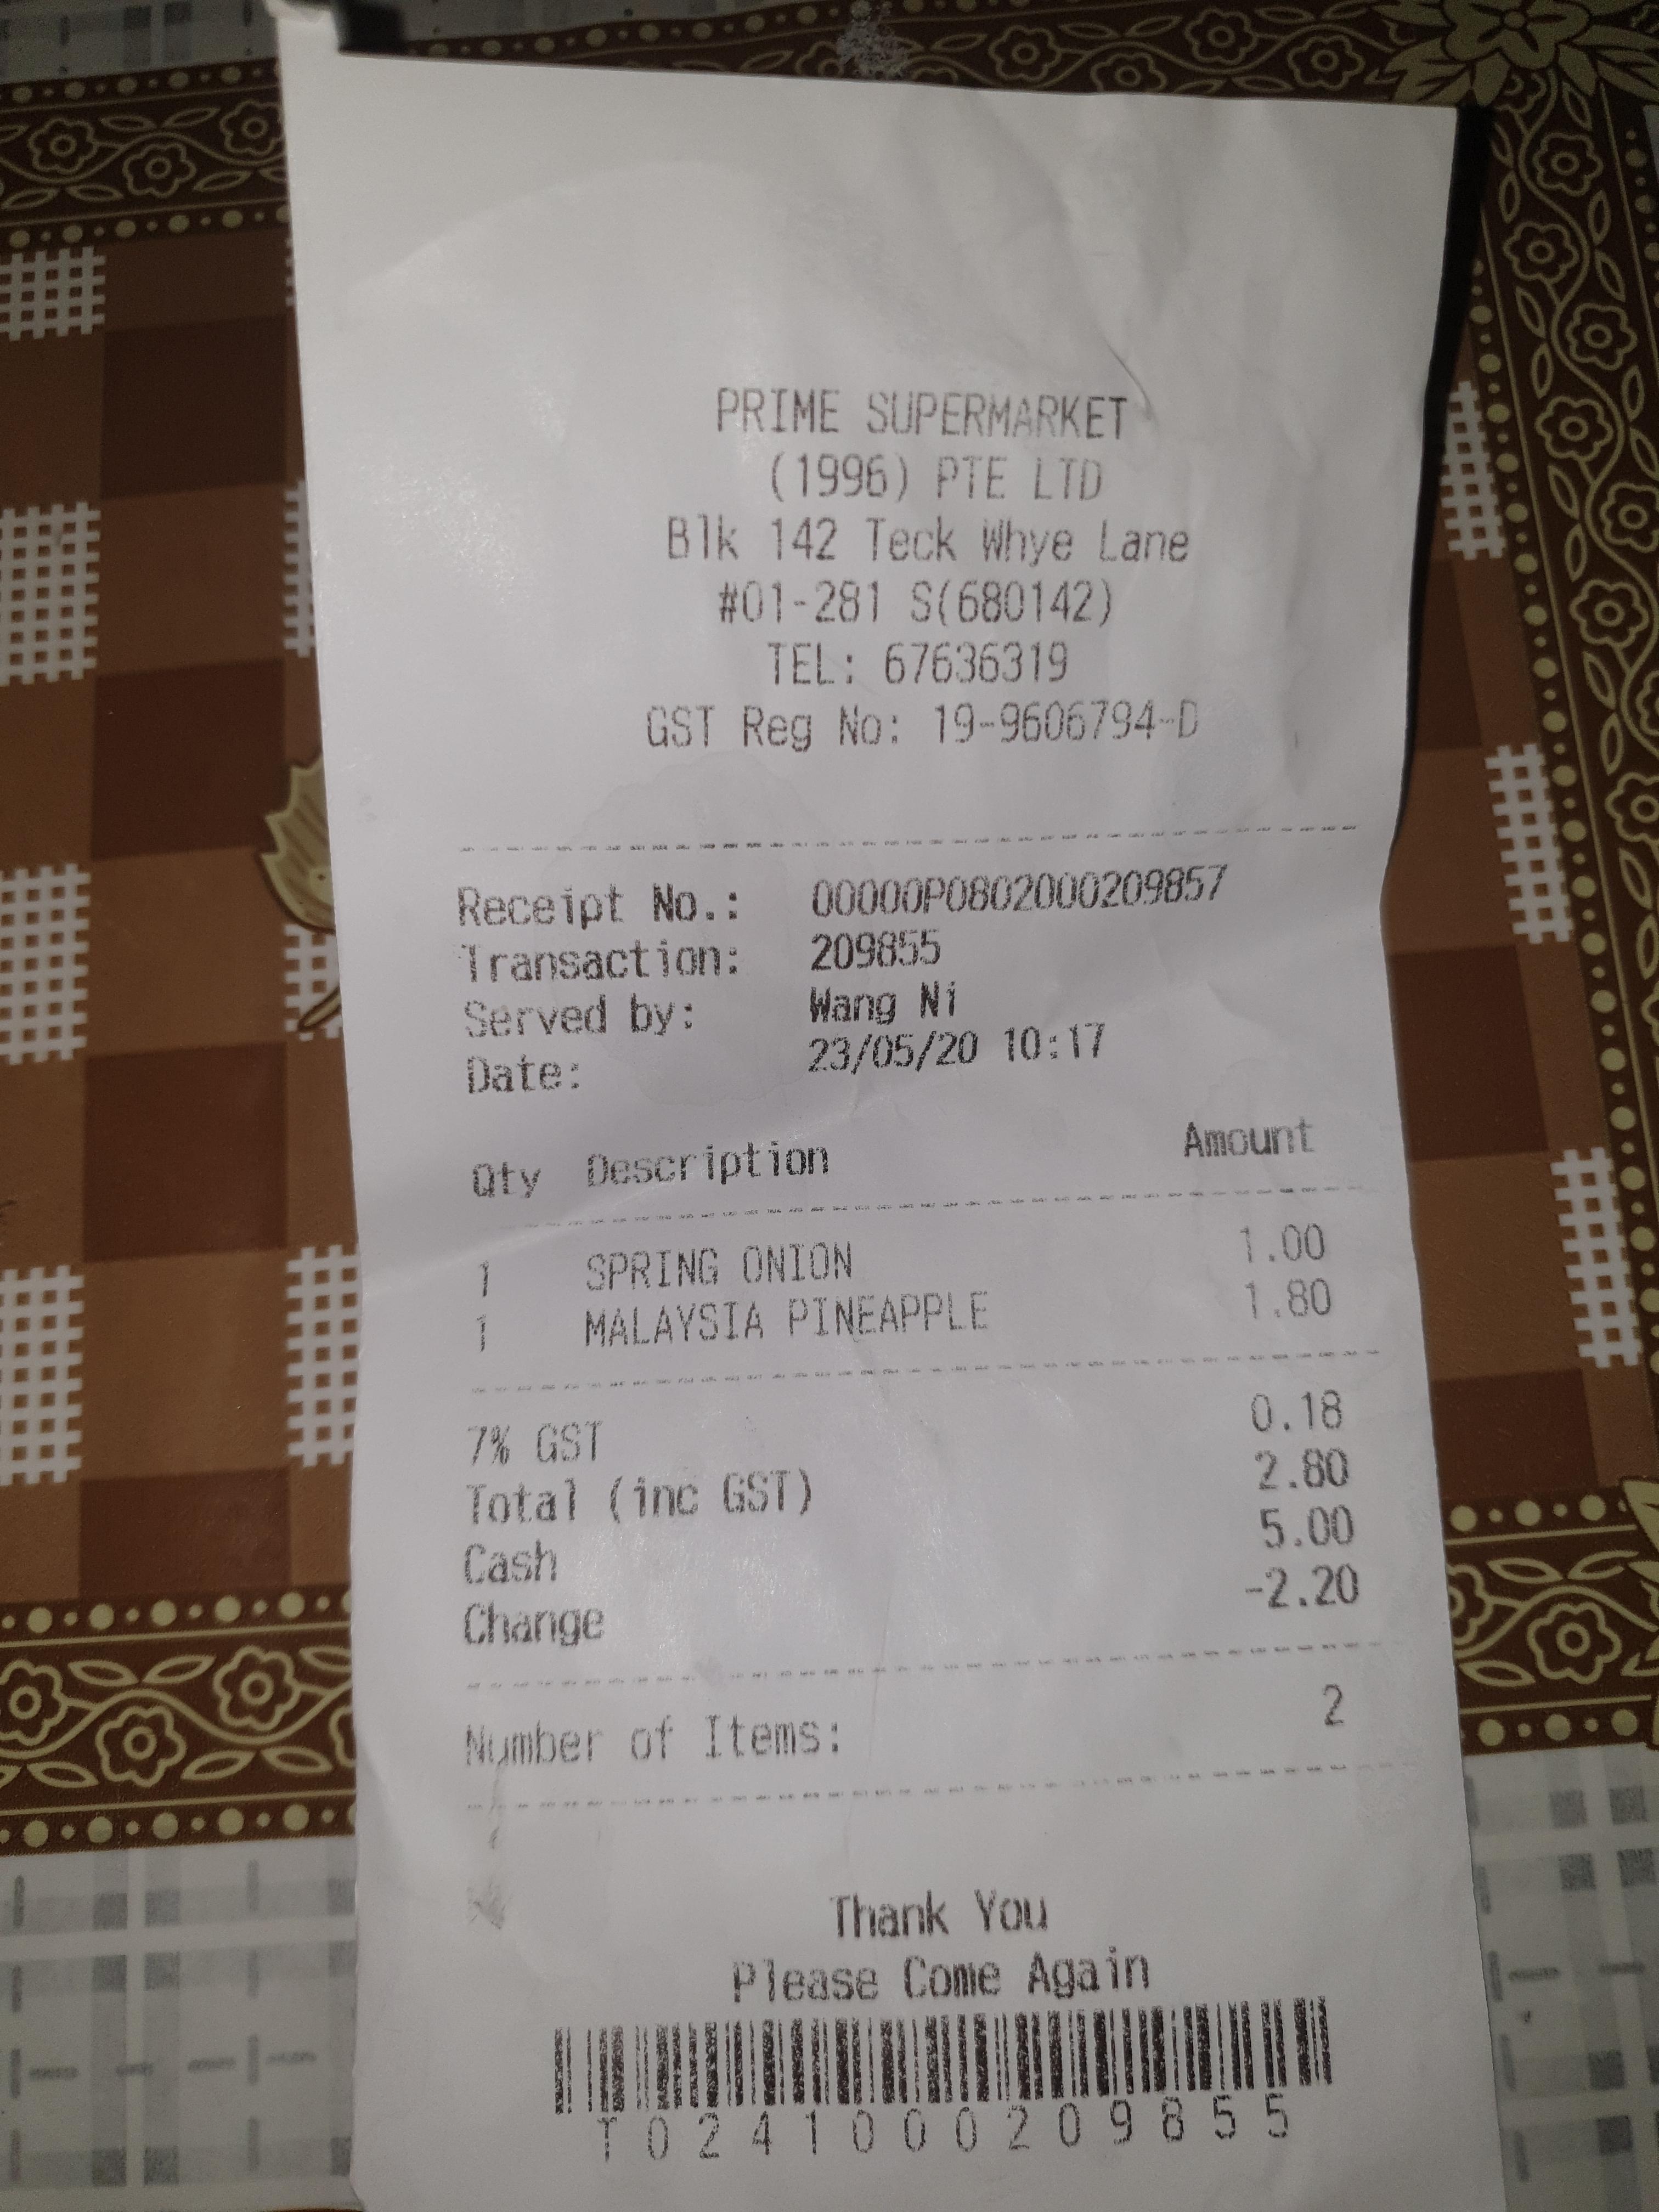 PRIME SUPERMARKET
(1996) PTE LTD
Blk 142 Teck Whye Lane
#01-281 S(680142)
TEL: 67636319
GST Reg No: 19-9606794-D
Receipt No.: 00000P0802000209857
Transaction: 209855
Served by: Wang Ni
Date: 23/05/20 10:17
Qty Description Amount
1 SPRING ONION 1.00
1 MALAYSIA PINEAPPLE 1.80
7% GST 0.18
Total (inc GST) 2.80
Cash 5.00
Change -2.20
Number of Items: 2
Thank You
Please Come Again
T0241000209855